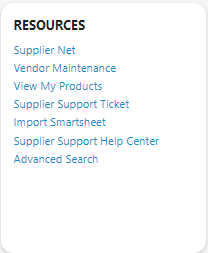 RESOURCES
Supplier Net
Vendor Maintenance
View My Products
Supplier Support Ticket
Import Smartsheet
Supplier Support Help Center
Advanced Search